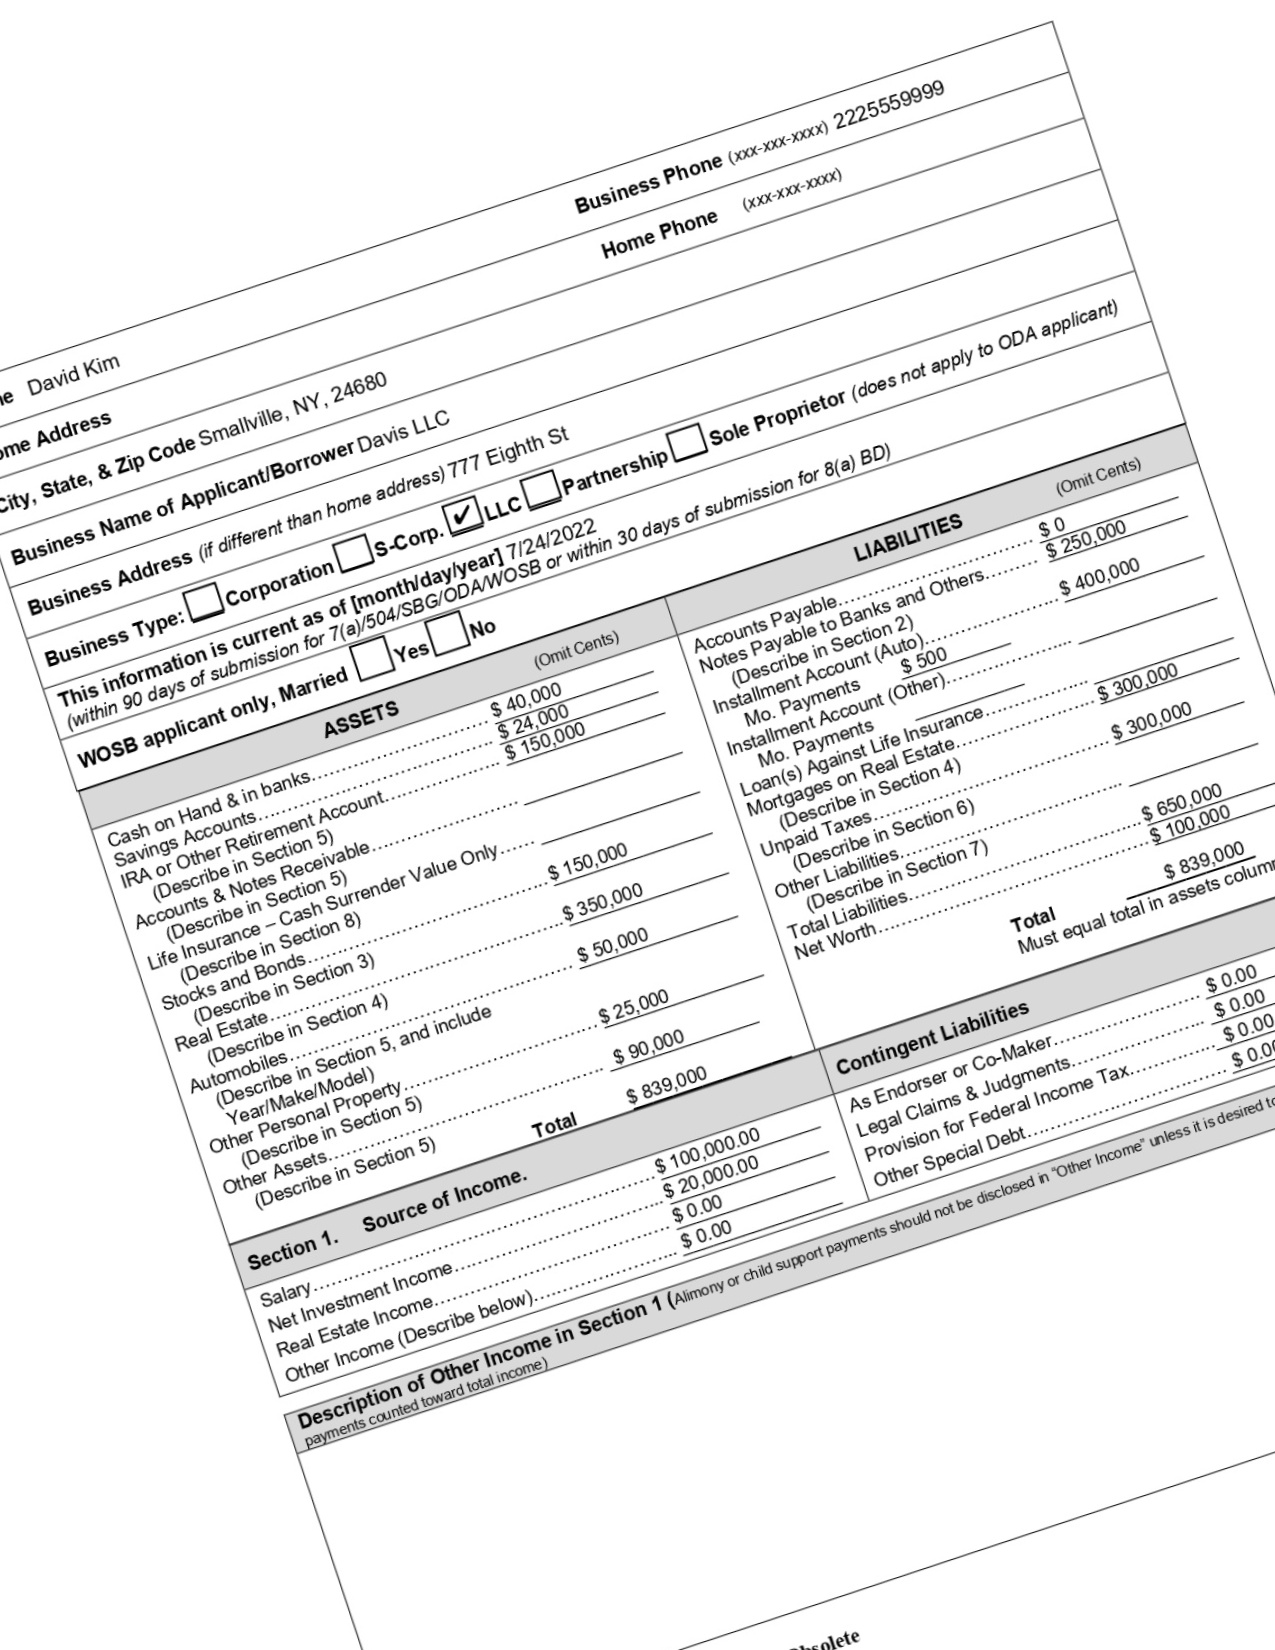 Business Phone (xxx-xxx-xxxx) 2225559999
David Kim
Home Phone (xxx-xxx-xxxx)
Address
City, State, & Zip Code Smallville, NY, 24680
Business Name of Applicant/Borrower Davis LLC
Business Address (if different than home address) 777 Eighth St
Business Type: Corporation S-Corp. ✔ LLC Partnership Sole Proprietor (does not apply to ODA applicant)
This information is current as of [month/day/year] 7/24/2022
(within 90 days of submission for 7(a)/504/SBG/ODA/WOSB or within 30 days of submission for 8(a) BD)
WOSB applicant only, Married Yes No
ASSETS (Omit Cents)
Cash on Hand & in banks $ 40,000
Savings Accounts $ 24,000
IRA or Other Retirement Account $ 150,000
(Describe in Section 5)
Accounts & Notes Receivable
(Describe in Section 5)
Life Insurance – Cash Surrender Value Only
(Describe in Section 8)
Stocks and Bonds $ 150,000
(Describe in Section 3)
Real Estate $ 350,000
(Describe in Section 4)
Automobiles $ 50,000
(Describe in Section 5, and include
Year/Make/Model)
Other Personal Property $ 25,000
(Describe in Section 5)
Other Assets $ 90,000
(Describe in Section 5)
Total $ 839,000
LIABILITIES (Omit Cents)
Accounts Payable $ 0
Notes Payable to Banks and Others $ 250,000
(Describe in Section 2)
Installment Account (Auto) $ 400,000
Mo. Payments $ 500
Installment Account (Other)
Mo. Payments
Loan(s) Against Life Insurance
Mortgages on Real Estate $ 300,000
(Describe in Section 4)
Unpaid Taxes $ 300,000
(Describe in Section 6)
Other Liabilities
(Describe in Section 7)
Total Liabilities $ 650,000
Net Worth $ 100,000
Total $ 839,000
Must equal total in assets
Section 1. Source of Income.
Salary $ 100,000.00
Net Investment Income $ 20,000.00
Real Estate Income $ 0.00
Other Income (Describe below) $ 0.00
Contingent Liabilities
As Endorser or Co-Maker $ 0.00
Legal Claims & Judgments $ 0.00
Provision for Federal Income Tax $ 0.00
Other Special Debt $ 0.00
Description of Other Income in Section 1 (Alimony or child support payments should not be disclosed in “Other Income” unless it is desired to
payments counted toward total income)